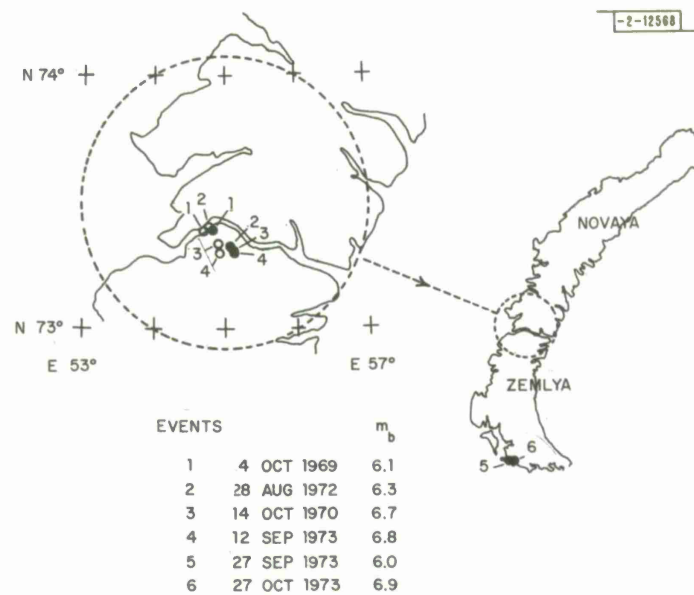 -2-12568
N 74°
2
1
1
2
3
3
4
4
N 73°
E 53°
E 57°
NOVAYA
ZEMLYA
6
5
EVENTS m_b
1 4 OCT 1969 6.1
2 28 AUG 1972 6.3
3 14 OCT 1970 6.7
4 12 SEP 1973 6.8
5 27 SEP 1973 6.0
6 27 OCT 1973 6.9